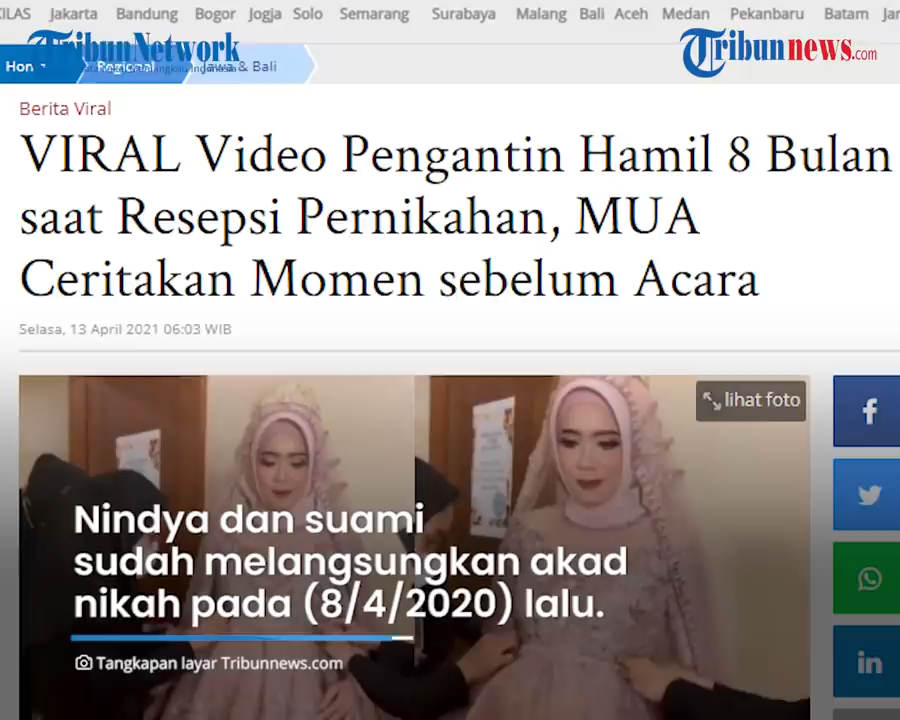 Jakarta Bandung Bogor Jogja Solo Semarang Surabaya Malang Bali Aceh Medan Pekanbaru Batam
Tribun Network
Tribunnews.com
Regional & Bali
Berita Viral
VIRAL Video Pengantin Hamil 8 Bulan
saat Resepsi Pernikahan, MUA
Ceritakan Momen sebelum Acara
Selasa, 13 April 2021 06:03 WIB
lihat foto
Nindya dan suami
sudah melangsungkan akad
nikah pada (8/4/2020) lalu.
Tangkapan layar Tribunnews.com